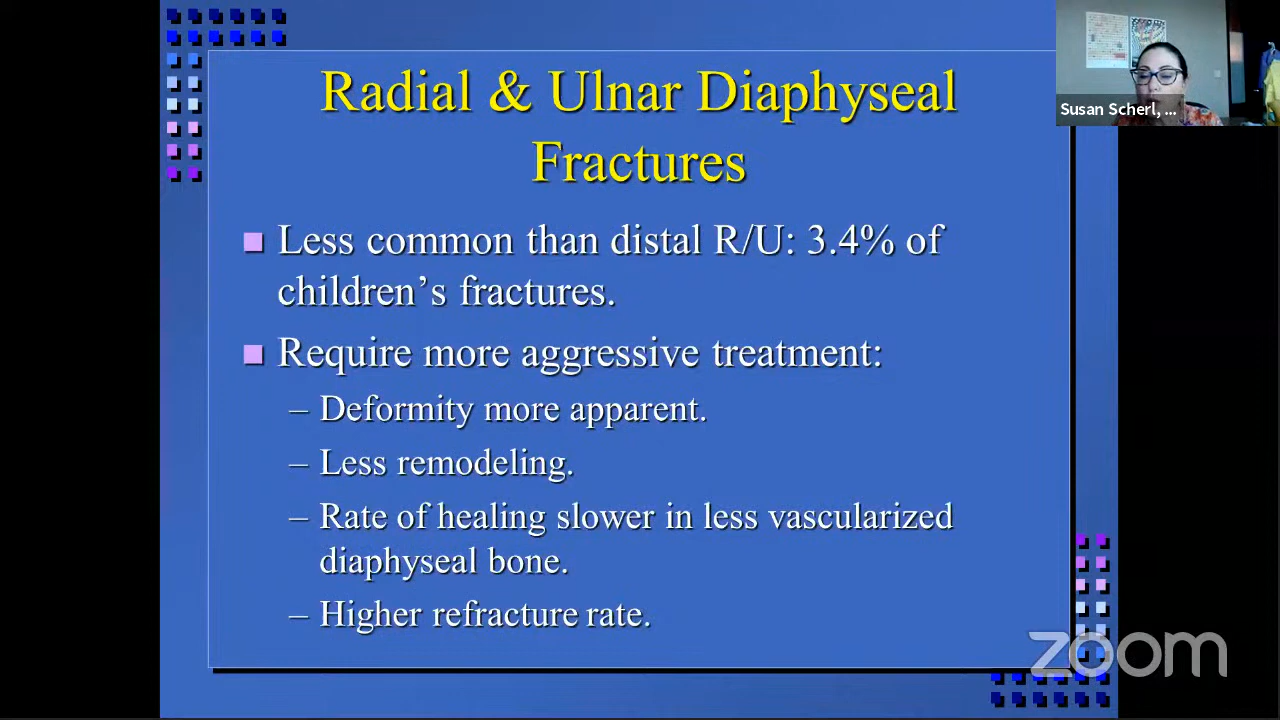 Radial & Ulnar Diaphyseal
Fractures
Susan Scherl, ...
■ Less common than distal R/U: 3.4% of
children’s fractures.
■ Require more aggressive treatment:
– Deformity more apparent.
– Less remodeling.
– Rate of healing slower in less vascularized
diaphyseal bone.
– Higher refracture rate.
zoom